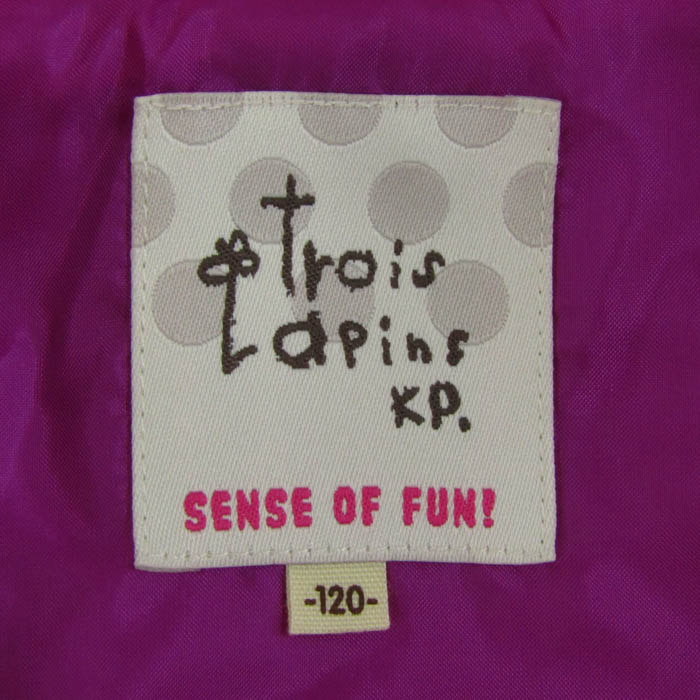 trois
Lapins
KP.
SENSE OF FUN!
-120-